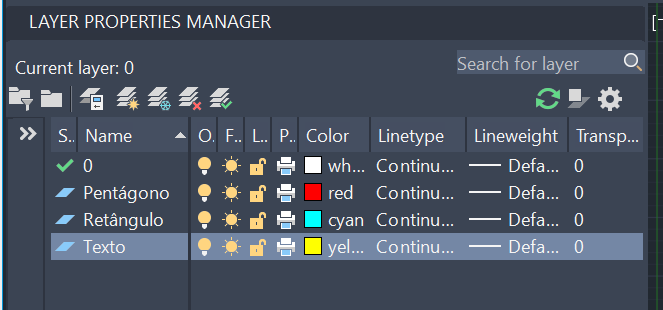 LAYER PROPERTIES MANAGER
Current layer: 0
Search for layer
S.. Name O. F.. L.. P.. Color Linetype Lineweight Transp...
0 wh... Continu... Defa... 0
Pentágono red Continu... Defa... 0
Retângulo cyan Continu... Defa... 0
Texto yel... Continu... Defa... 0